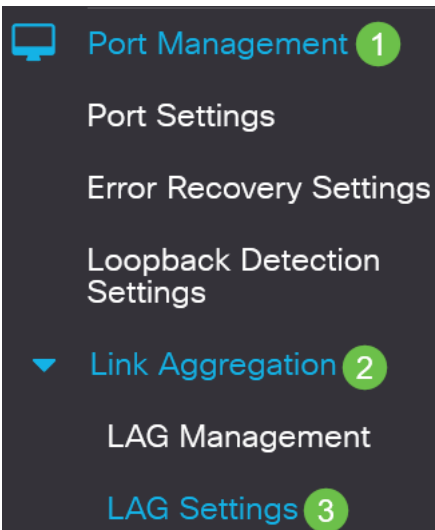 Port Management 1
Port Settings
Error Recovery Settings
Loopback Detection
Settings
Link Aggregation 2
LAG Management
LAG Settings 3